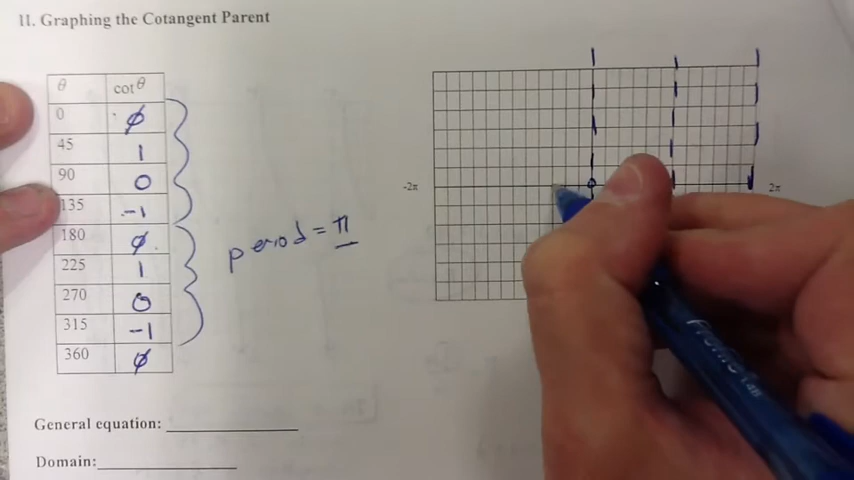 II. Graphing the Cotangent Parent
θ cot θ
0 ϕ
45 1
90 0
135 -1
180 ϕ
225 1
270 0
315 -1
360 ϕ
period = π
-2π
0
2π
General equation:
Domain: